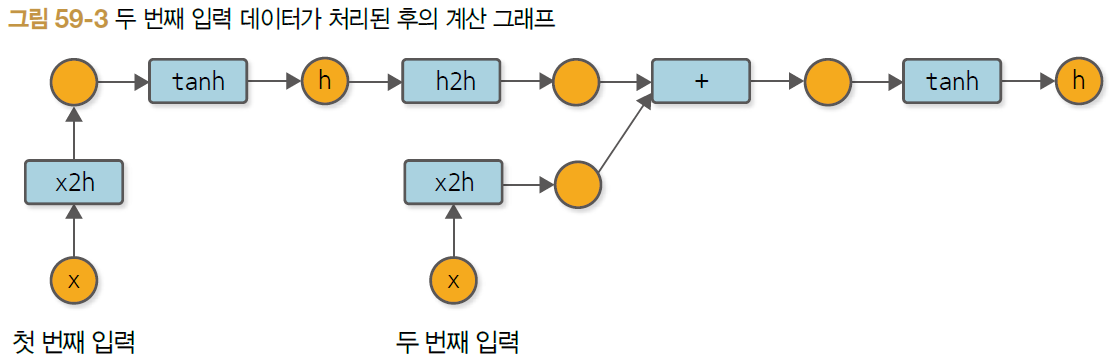 그림 59-3 두 번째 입력 데이터가 처리된 후의 계산 그래프
tanh h h2h + tanh h
x2h x2h
x x
첫 번째 입력 두 번째 입력